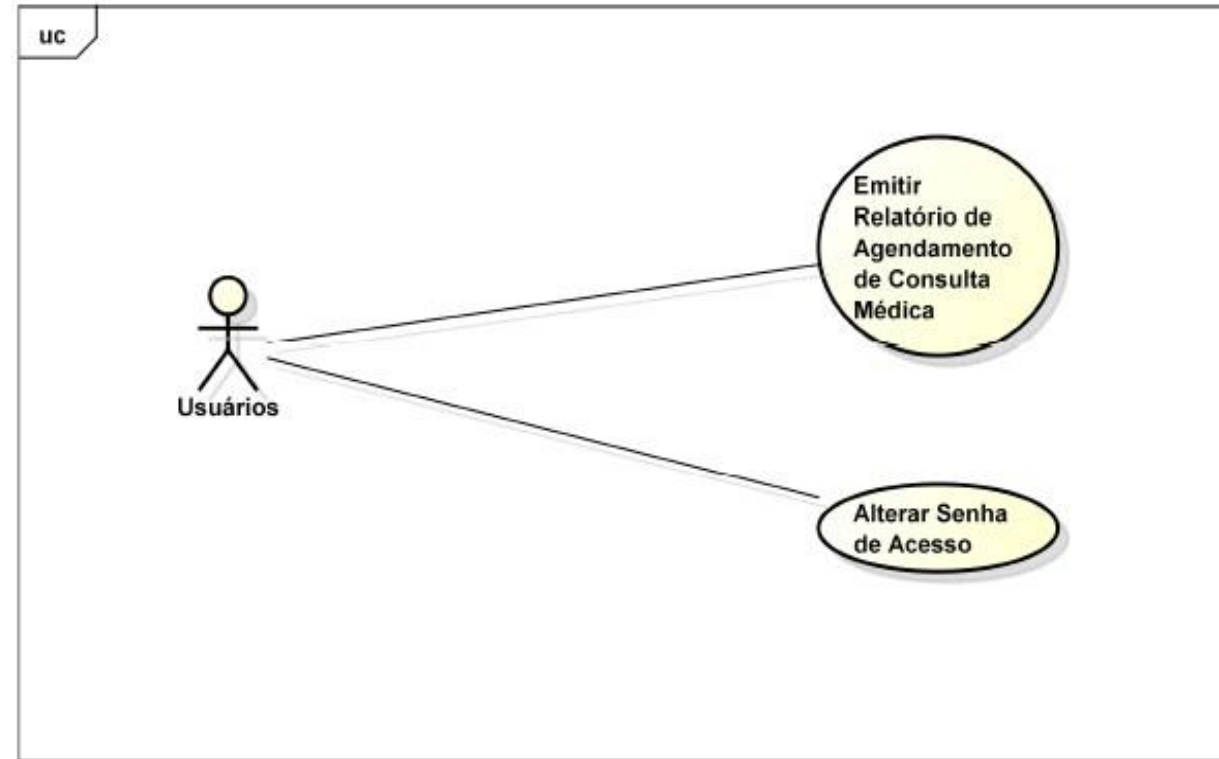 uc
Emitir
Relatório de
Agendamento
de Consulta
Médica
Usuários
Alterar Senha
de Acesso